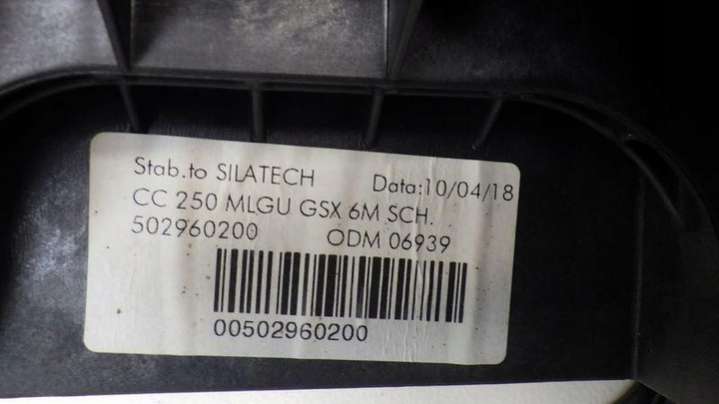 Stab.to SILATECH Data:10/04/18
CC 250 MLGU GSX 6M SCH.
502960200 ODM 06939
00502960200